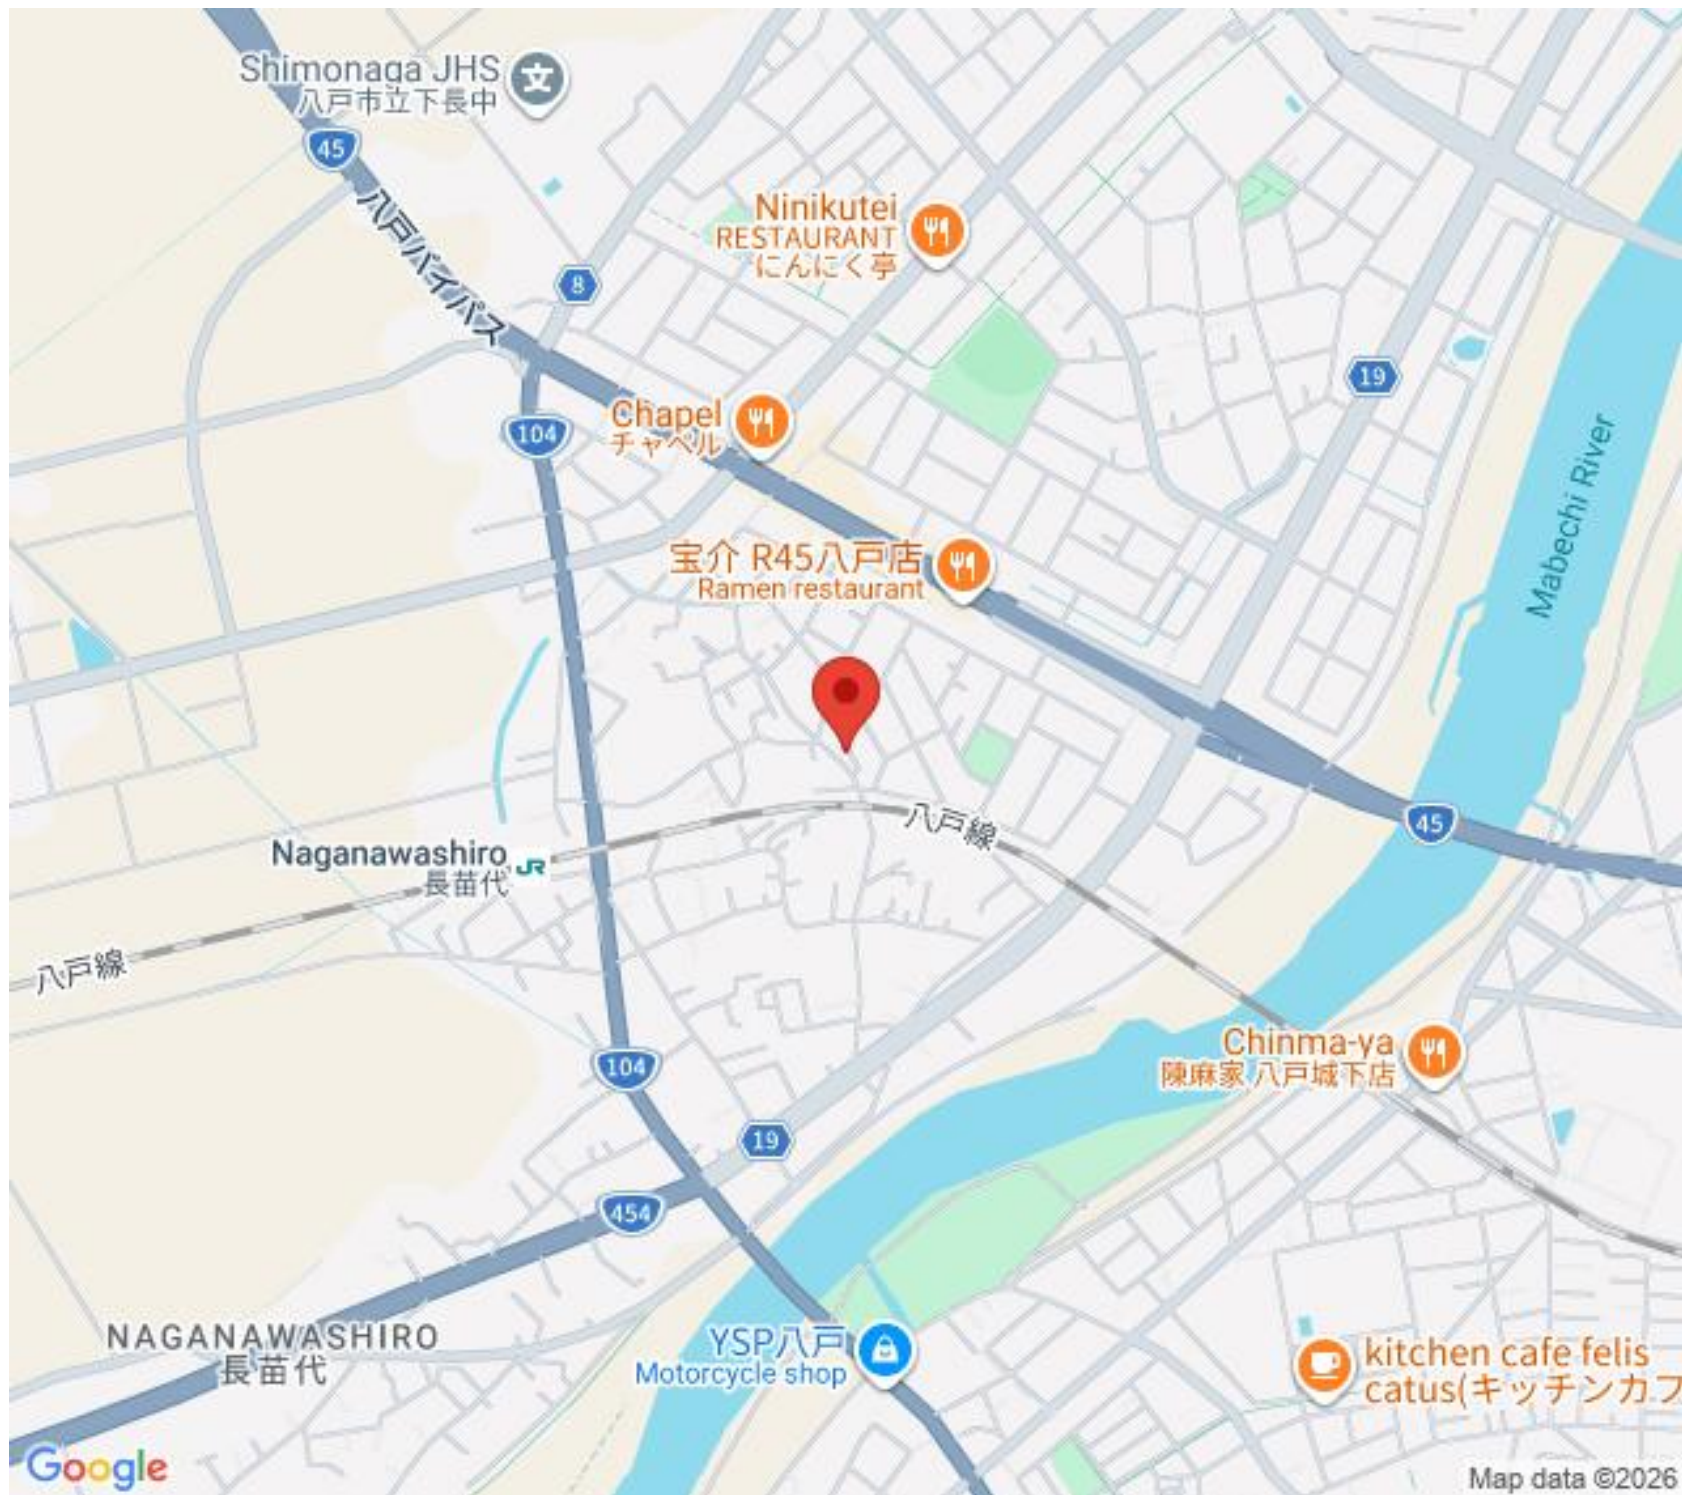 Shimonaga JHS
八戸市立下長中
文
45
八戸バイパス
Ninikutei
RESTAURANT
にんにく亭
8
19
Chapel
チャペル
104
Mabechi River
宝介 R45八戸店
Ramen restaurant
45
八戸線
Naganawashiro
長苗代
JR
八戸線
Chinma-ya
陳麻家 八戸城下店
104
19
454
NAGANAWASHIRO
長苗代
YSP八戸
Motorcycle shop
kitchen cafe felis
catus(キッチンカフ
Google
Map data ©2026